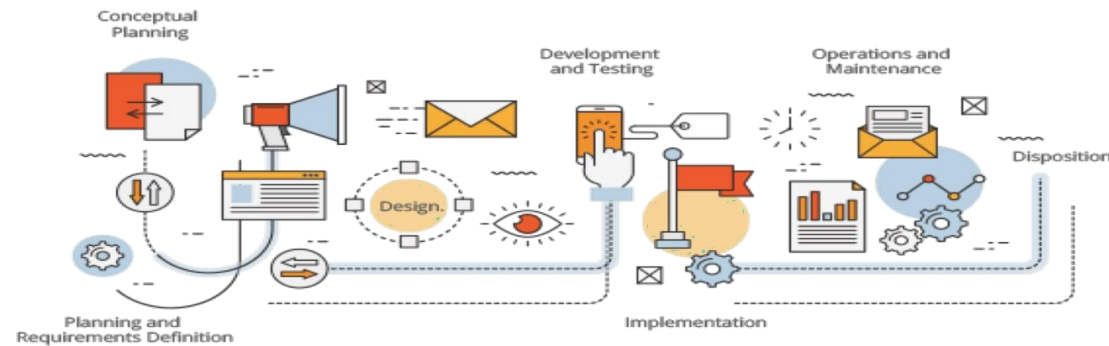 Conceptual
Planning
Development
and Testing
Operations and
Maintenance
Disposition
Design.
Planning and
Requirements Definition
Implementation